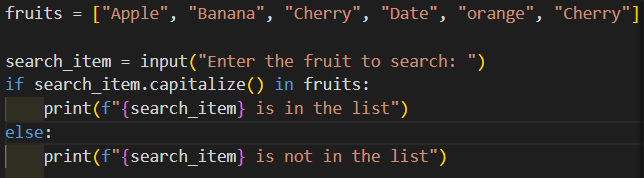 fruits = ["Apple", "Banana", "Cherry", "Date", "orange", "Cherry"]
search_item = input("Enter the fruit to search: ")
if search_item.capitalize() in fruits:
    print(f"{search_item} is in the list")
else:
    print(f"{search_item} is not in the list")